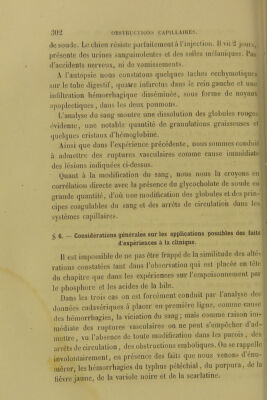 302 OBSTRUCTIONS CAPILLAIRES.
de soude. Le chien résiste parfaitement à l'injection. Il vit 2 jours,
présente des urines sanguinolentes et des selles mélaniques. Pas
d'accidents nerveux, ni de vomissements.
A l'autopsie nous constatons quelques taches ecchymotiques
sur le tube digestif, quatre infarctus dans le rein gauche et une
infiltration hémorrhagique disséminée, sous forme de noyaux
apoplectiques, dans les deux poumons.
L'analyse du sang montre une dissolution des globules rouges
évidente, une notable quantité de granulations graisseuses et
quelques cristaux d'hémoglobine.
Ainsi que dans l'expérience précédente, nous sommes conduit
à admettre des ruptures vasculaires comme cause immédiate
des lésions indiquées ci-dessus.
Quant à la modification du sang, nous nous la croyons en
corrélation directe avec la présence du glycocholate de soude en
grande quantité, d'où une modification des globules et des prin-
cipes coagulables du sang et des arrêts de circulation dans les
systèmes capillaires.
§ 6. — Considérations générales sur les applications possibles des faits
d'expériences à la clinique.
Il est impossible de ne pas être frappé de la similitude des alté-
rations constatées tant dans l'observation qui est placée en tête
du chapitre que dans les expériences sur l'empoisonnement par
le phosphore et les acides de la bile.
Dans les trois cas on est forcément conduit par l'analyse des
données cadavériques à placer en première ligne, comme cause
des hémorrhagies, la viciation du sang; mais comme raison im-
médiate des ruptures vasculaires on ne peut s'empêcher d'ad-
mettre, vu l'absence de toute modification dans les parois, des
arrêts de circulation, des obstructions emboliques. On se rappelle
involontairement, en présence des faits que nous venons d'énu-
mérer, les hémorrhagies du typhus pétéchial, du purpura, de la
fièvre jaune, de la variole noire et de la scarlatine.